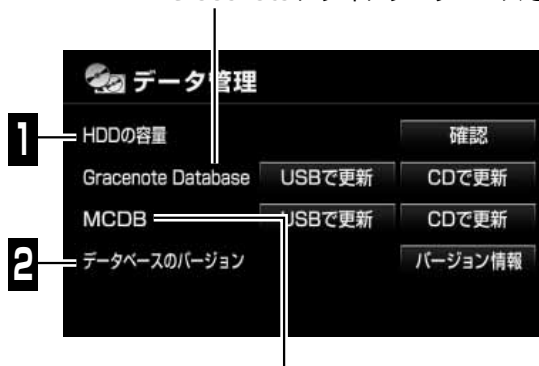 データ管理
1 HDDの容量 確認
Gracenote Database USBで更新 CDで更新
MCDB USBで更新 CDで更新
2 データベースのバージョン バージョン情報